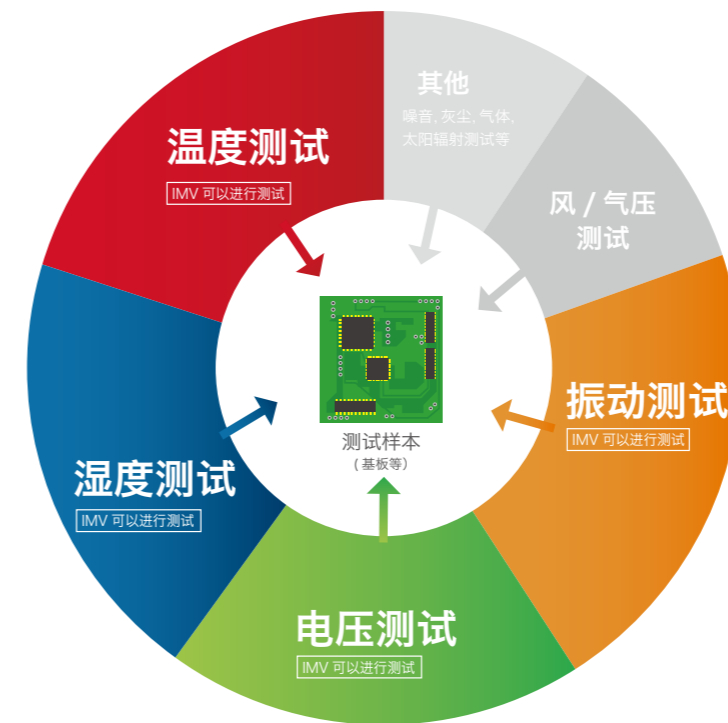 其他
噪音, 灰尘, 气体,
太阳辐射测试等
温度测试
IMV 可以进行测试
风 / 气压
测试
振动测试
IMV 可以进行测试
测试样本
( 基板等）
湿度测试
IMV 可以进行测试
电压测试
IMV 可以进行测试